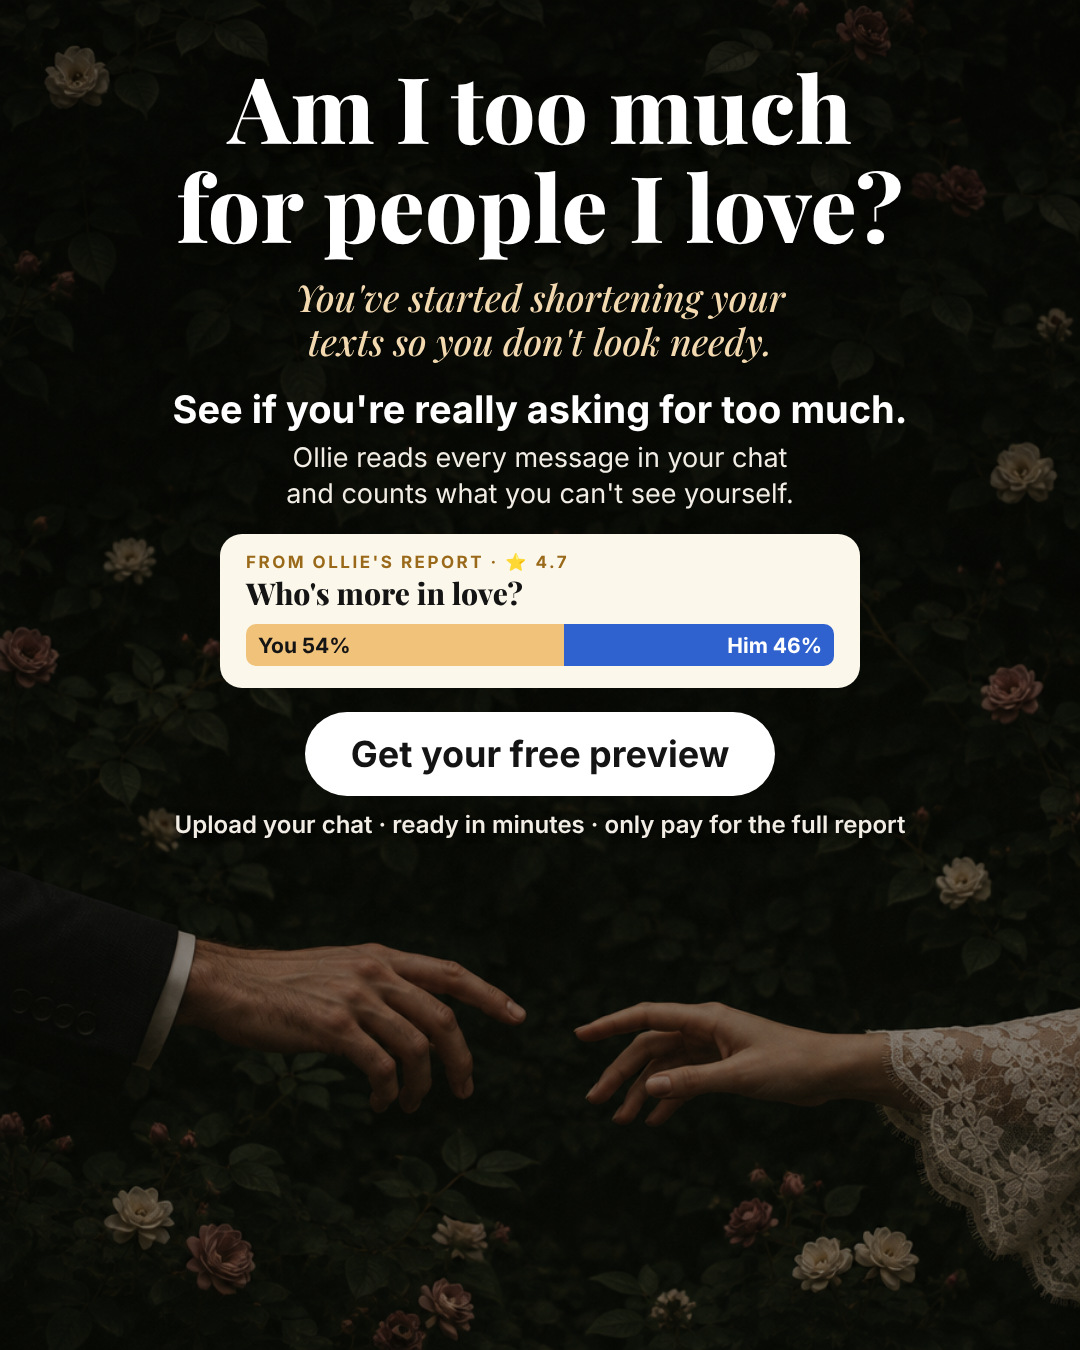 Am I too much
for people I love?
You've started shortening your
texts so you don't look needy.
See if you're really asking for too much.
Ollie reads every message in your chat
and counts what you can't see yourself.
FROM OLLIE'S REPORT · ⭐ 4.7
Who's more in love?
You 54% Him 46%
Get your free preview
Upload your chat · ready in minutes · only pay for the full report